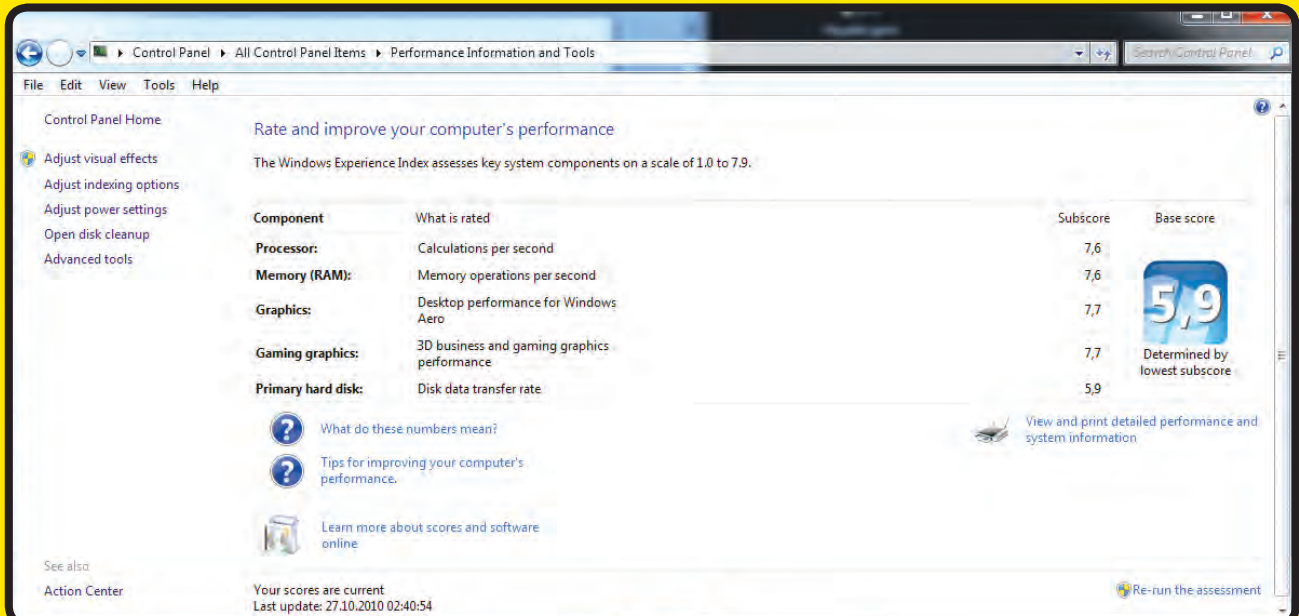 Control Panel ▸ All Control Panel Items ▸ Performance Information and Tools
Search Control Panel
File Edit View Tools Help
Control Panel Home
Adjust visual effects
Adjust indexing options
Adjust power settings
Open disk cleanup
Advanced tools
See also
Action Center
Rate and improve your computer's performance
The Windows Experience Index assesses key system components on a scale of 1.0 to 7.9.
Component What is rated Subscore Base score
Processor: Calculations per second 7,6
Memory (RAM): Memory operations per second 7,6
Graphics: Desktop performance for Windows
Aero 7,7
Gaming graphics: 3D business and gaming graphics
performance 7,7
Primary hard disk: Disk data transfer rate 5,9
5,9
Determined by
lowest subscore
What do these numbers mean?
Tips for improving your computer's
performance.
Learn more about scores and software
online
View and print detailed performance and
system information
Your scores are current
Last update: 27.10.2010 02:40:54
Re-run the assessment